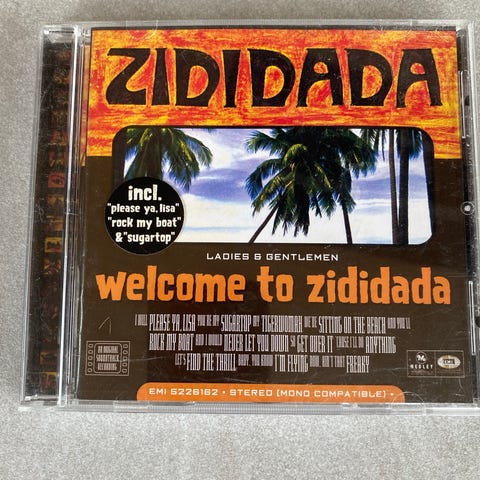 ZIDIDADA
incl.
"please ya, lisa"
"rock my boat"
& "sugartop"
LADIES & GENTLEMEN
welcome to zididada
I WILL PLEASE YA, LISA YOU'RE MY SUGARTOP MY TIGERWOMAN WE'RE SITTING ON THE BEACH AND YOU'LL
ROCK MY BOAT AND I WOULD NEVER LET YOU DOWN SO GET OVER IT 'CAUSE I'LL DO ANYTHING
LET'S FIND THE THRILL BABY, YOU KNOW I'M FLYING NOW, AIN'T THAT FREAKY
AN ORIGINAL
SOUNDTRACK
RECORDING
MEDLEY
EMI
EMI 5226162 • STEREO (MONO COMPATIBLE) •